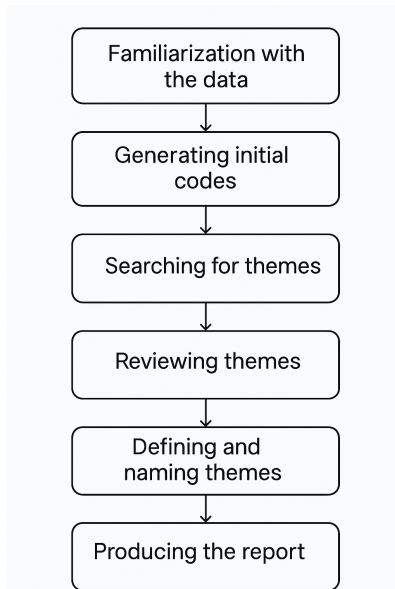 Familiarization with
the data
Generating initial
codes
Searching for themes
Reviewing themes
Defining and
naming themes
Producing the report